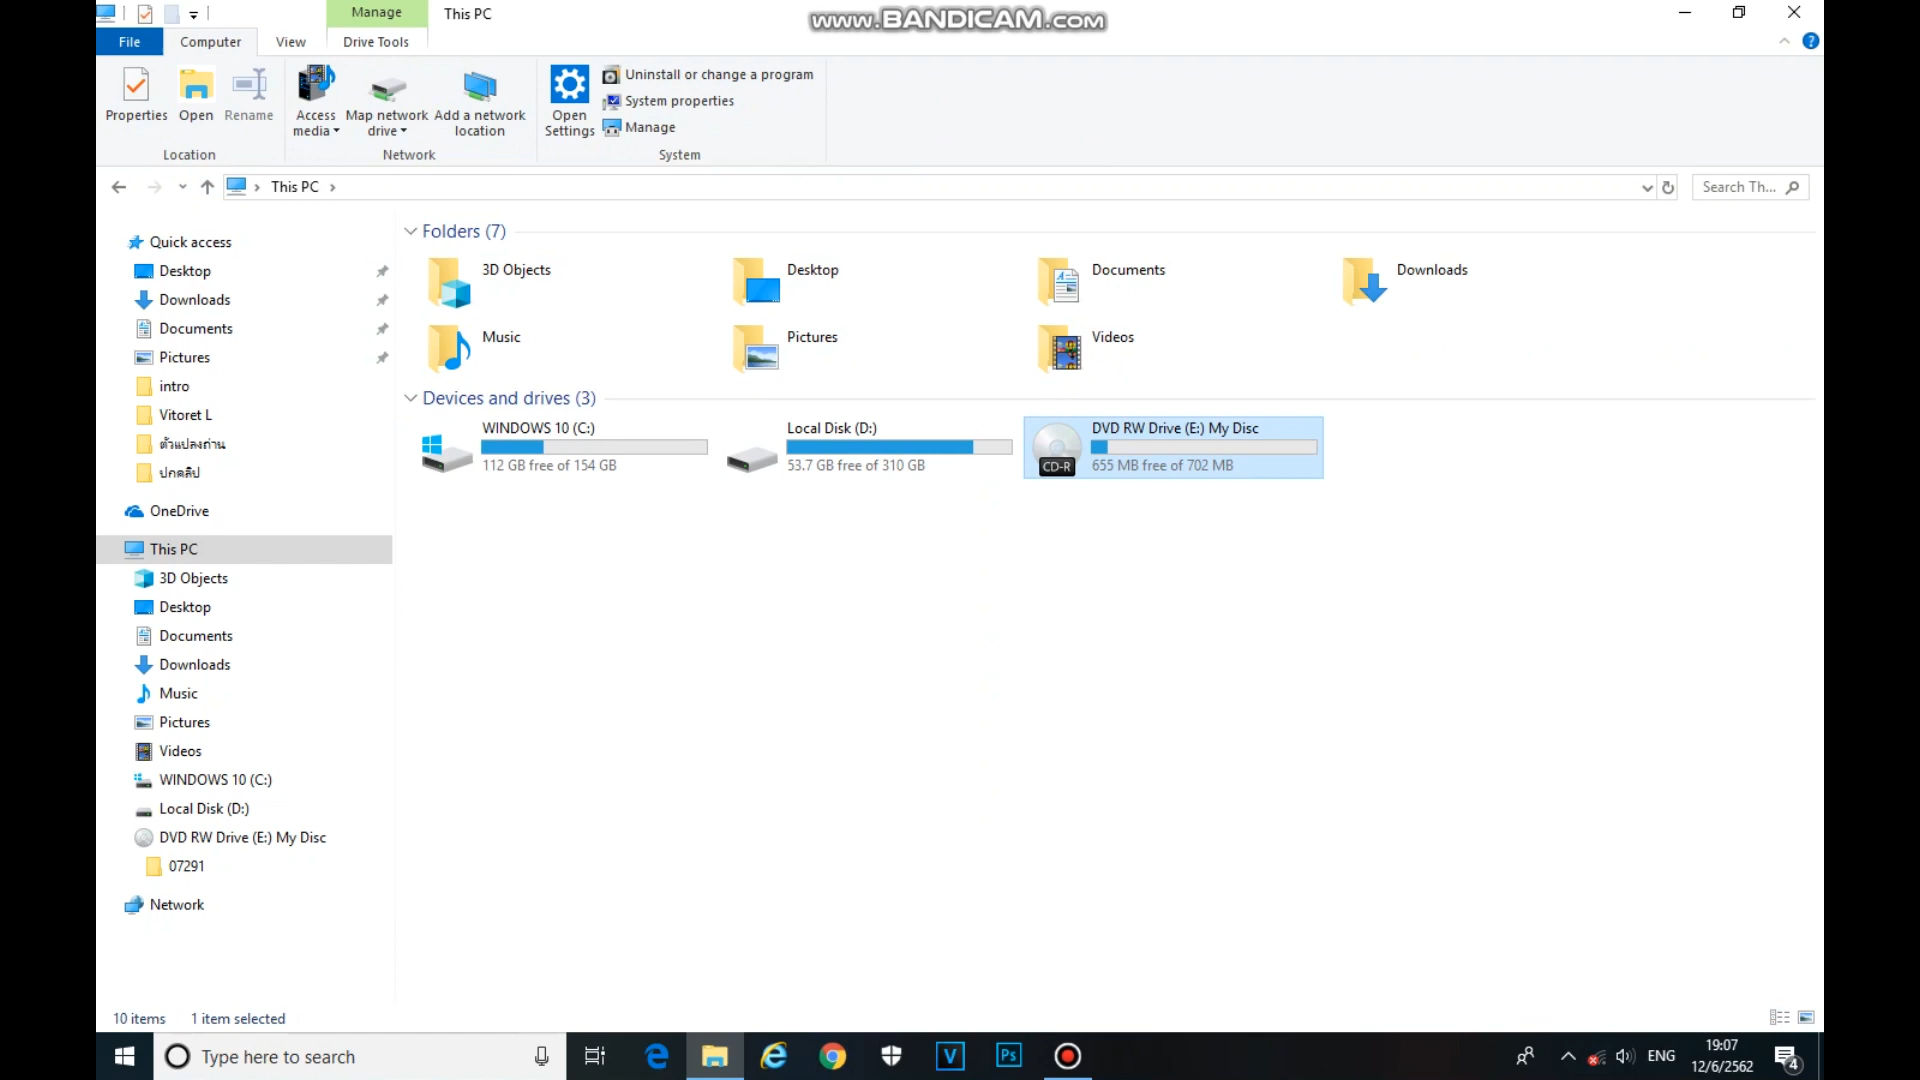 Manage
This PC
www.BANDICAM.com
File
Computer
View
Drive Tools
Properties
Open
Rename
Access media
Map network drive
Add a network location
Open Settings
Uninstall or change a program
System properties
Manage
Location
Network
System
This PC
Search Th...
Quick access
Desktop
Downloads
Documents
Pictures
intro
Vitoret L
ตัวแปลงถ่าน
ปกคลิป
OneDrive
This PC
3D Objects
Desktop
Documents
Downloads
Music
Pictures
Videos
WINDOWS 10 (C:)
Local Disk (D:)
DVD RW Drive (E:) My Disc
07291
Network
Folders (7)
3D Objects
Desktop
Documents
Downloads
Music
Pictures
Videos
Devices and drives (3)
WINDOWS 10 (C:)
112 GB free of 154 GB
Local Disk (D:)
53.7 GB free of 310 GB
DVD RW Drive (E:) My Disc
CD-R
655 MB free of 702 MB
10 items
1 item selected
Type here to search
V
Ps
ENG
19:07
12/6/2562
4